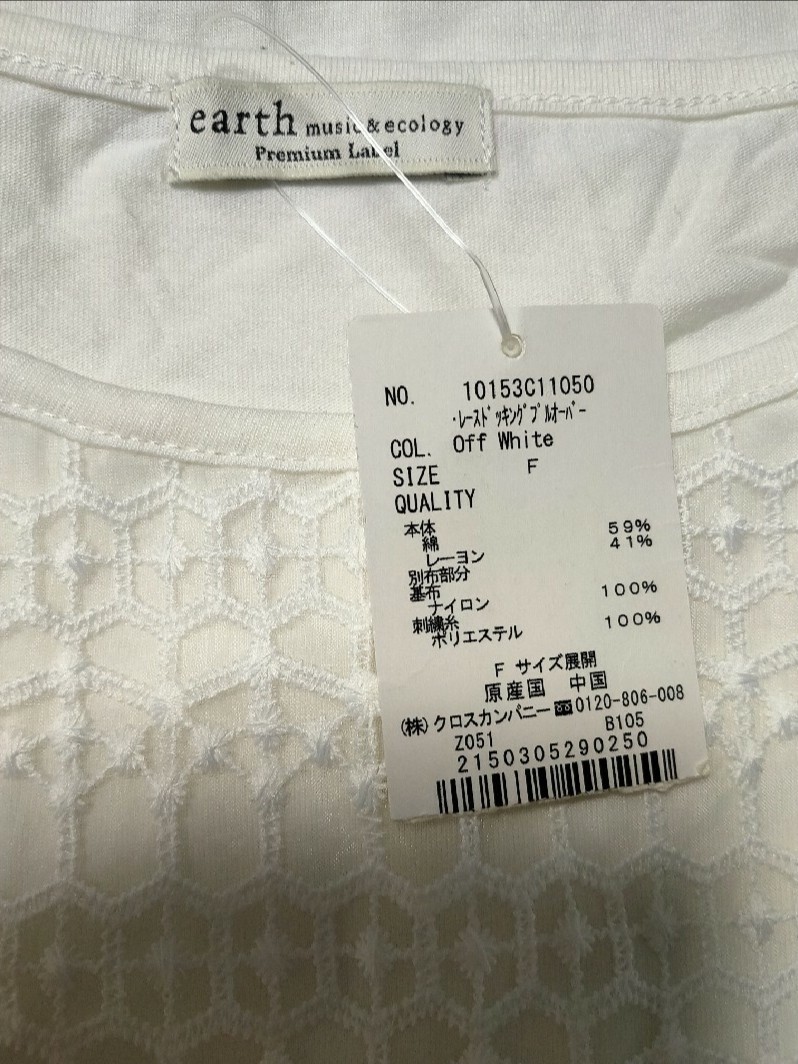 earth music&ecology
Premium Label
NO. 10153C11050
･ﾚｰｽﾄﾞｯｷﾝｸﾞﾌﾟﾙｵｰﾊﾞｰ
COL. Off White
SIZE F
QUALITY
本体
綿 59%
レーヨン 41%
別布部分
基布
ナイロン 100%
刺繍糸
ポリエステル 100%
F サイズ展開
原産国 中国
(株)クロスカンパニー☎0120-806-008
Z051 B105
2150305290250